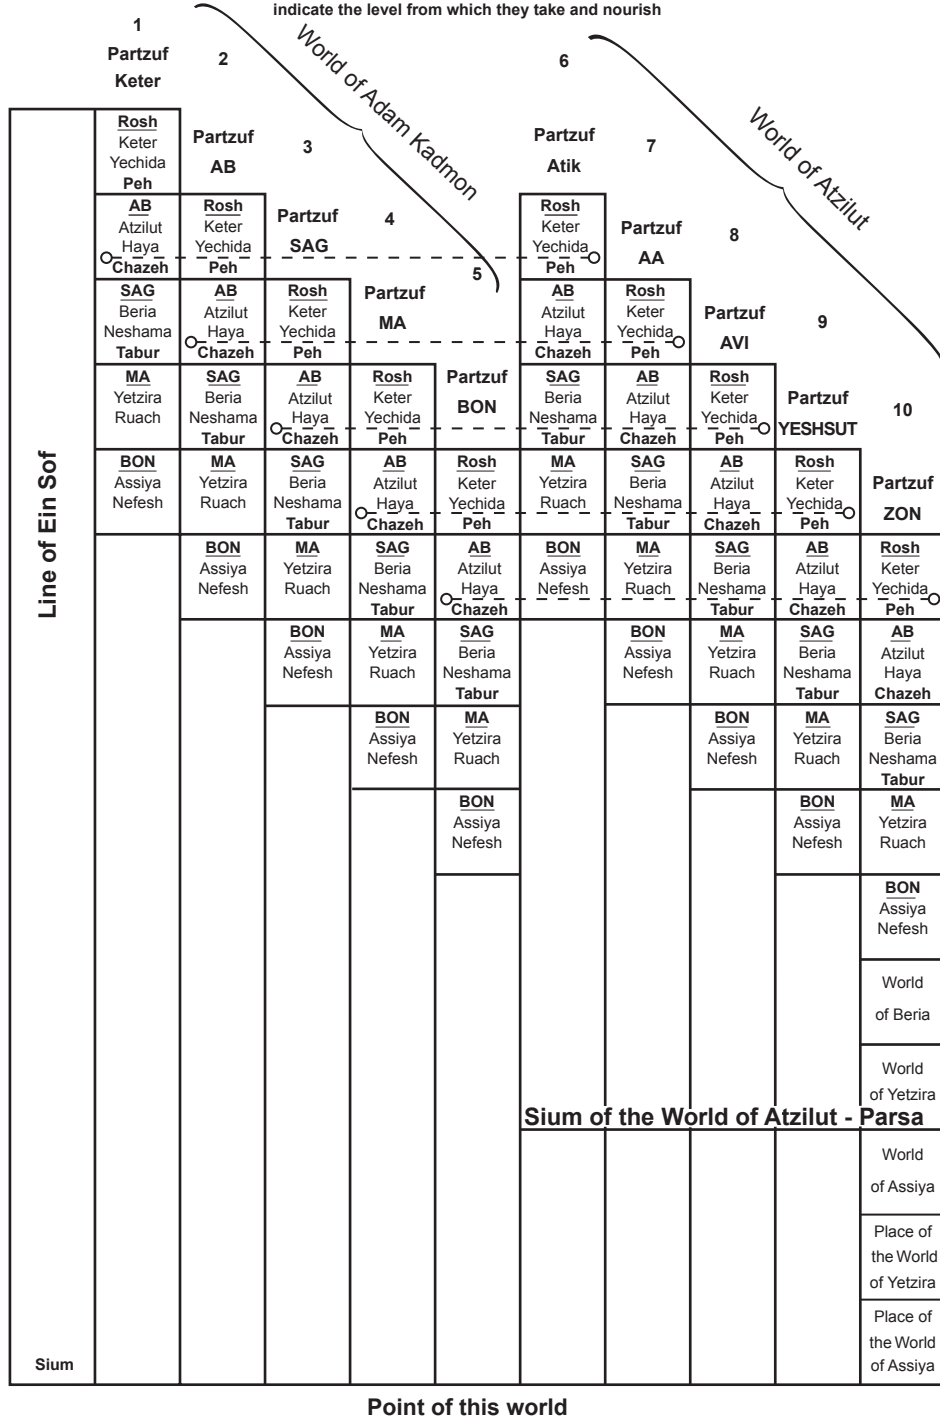 indicate the level from which they take and nourish
World of Adam Kadmon
World of Atzilut
Line of Ein Sof
Sium
1
Partzuf
Keter
Rosh
Keter
Yechida
Peh
AB
Atzilut
Haya
Chazeh
SAG
Beria
Neshama
Tabur
MA
Yetzira
Ruach
BON
Assiya
Nefesh
2
Partzuf
AB
Rosh
Keter
Yechida
Peh
AB
Atzilut
Haya
Chazeh
SAG
Beria
Neshama
Tabur
MA
Yetzira
Ruach
BON
Assiya
Nefesh
3
Partzuf
SAG
Rosh
Keter
Yechida
Peh
AB
Atzilut
Haya
Chazeh
SAG
Beria
Neshama
Tabur
MA
Yetzira
Ruach
BON
Assiya
Nefesh
4
Partzuf
MA
Rosh
Keter
Yechida
Peh
AB
Atzilut
Haya
Chazeh
SAG
Beria
Neshama
Tabur
MA
Yetzira
Ruach
BON
Assiya
Nefesh
5
Partzuf
BON
Rosh
Keter
Yechida
Peh
AB
Atzilut
Haya
Chazeh
SAG
Beria
Neshama
Tabur
MA
Yetzira
Ruach
BON
Assiya
Nefesh
6
Partzuf
Atik
Rosh
Keter
Yechida
Peh
AB
Atzilut
Haya
Chazeh
SAG
Beria
Neshama
Tabur
MA
Yetzira
Ruach
BON
Assiya
Nefesh
7
Partzuf
AA
Rosh
Keter
Yechida
Peh
AB
Atzilut
Haya
Chazeh
SAG
Beria
Neshama
Tabur
MA
Yetzira
Ruach
BON
Assiya
Nefesh
8
Partzuf
AVI
Rosh
Keter
Yechida
Peh
AB
Atzilut
Haya
Chazeh
SAG
Beria
Neshama
Tabur
MA
Yetzira
Ruach
BON
Assiya
Nefesh
9
Partzuf
YESHSUT
Rosh
Keter
Yechida
Peh
AB
Atzilut
Haya
Chazeh
SAG
Beria
Neshama
Tabur
MA
Yetzira
Ruach
BON
Assiya
Nefesh
10
Partzuf
ZON
Rosh
Keter
Yechida
Peh
AB
Atzilut
Haya
Chazeh
SAG
Beria
Neshama
Tabur
MA
Yetzira
Ruach
BON
Assiya
Nefesh
World
of Beria
World
of Yetzira
Sium of the World of Atzilut - Parsa
World
of Assiya
Place of
the World
of Yetzira
Place of
the World
of Assiya
Point of this world